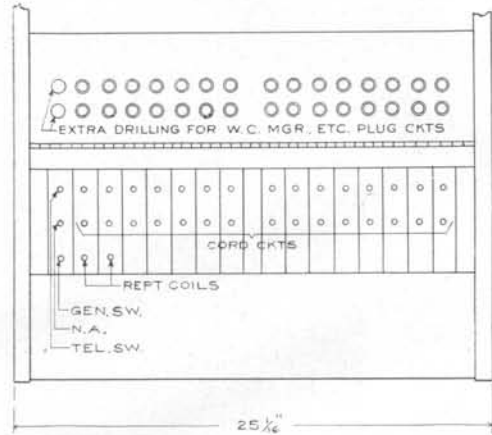 EXTRA DRILLING FOR W.C. MGR., ETC. PLUG CKTS
CORD CKTS
REPT COILS
GEN. SW.
N.A.
TEL. SW.
25 1/16"